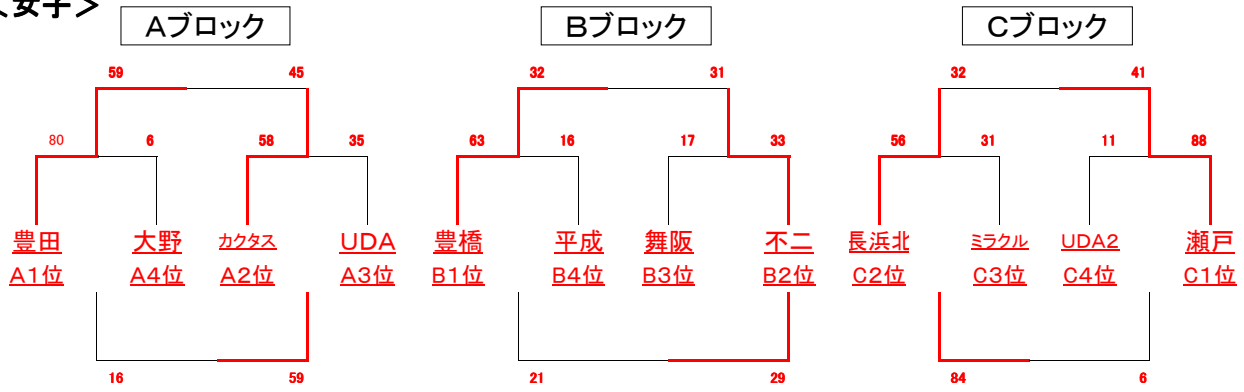 ＜女子＞
Aブロック Bブロック Cブロック
59 45 32 31 32 41
80 6 58 35 63 16 17 33 56 31 11 88
豊田 大野 カクタス UDA 豊橋 平成 舞阪 不二 長浜北 ミラクル UDA2 瀬戸
A1位 A4位 A2位 A3位 B1位 B4位 B3位 B2位 C2位 C3位 C4位 C1位
16 59 21 29 84 6